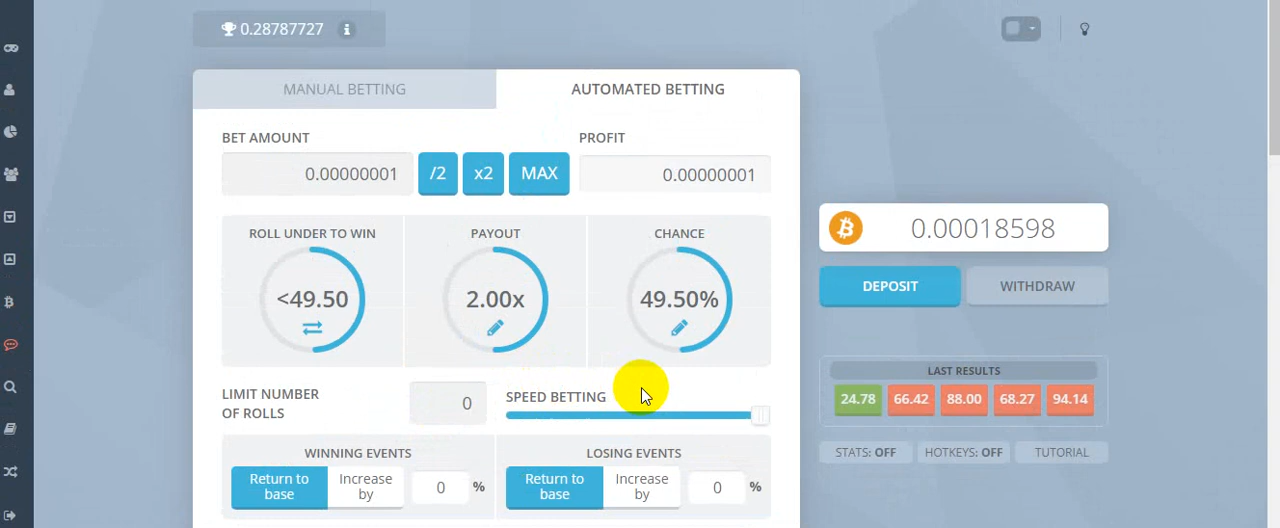 0.28787727
MANUAL BETTING
AUTOMATED BETTING
BET AMOUNT
PROFIT
0.00000001
/2
x2
MAX
0.00000001
ROLL UNDER TO WIN
PAYOUT
CHANCE
<49.50
2.00x
49.50%
LIMIT NUMBER
OF ROLLS
0
SPEED BETTING
WINNING EVENTS
LOSING EVENTS
Return to
base
Increase
by
0
%
Return to
base
Increase
by
0
%
0.00018598
DEPOSIT
WITHDRAW
LAST RESULTS
24.78
66.42
88.00
68.27
94.14
STATS: OFF
HOTKEYS: OFF
TUTORIAL